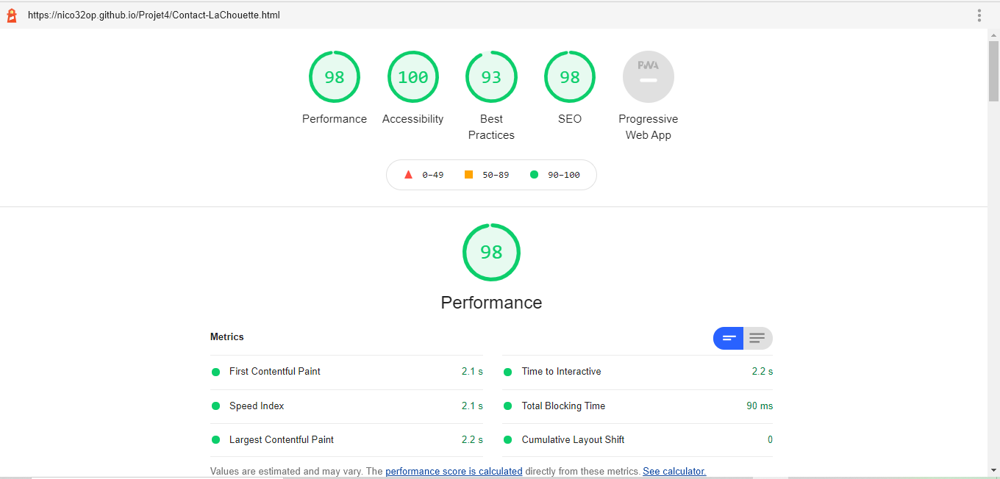 https://nico32op.github.io/Projet4/Contact-LaChouette.html
98 100 93 98 PWA
Performance Accessibility Best Practices SEO Progressive Web App
0–49 50–89 90–100
98
Performance
Metrics
First Contentful Paint 2.1 s Time to Interactive 2.2 s
Speed Index 2.1 s Total Blocking Time 90 ms
Largest Contentful Paint 2.2 s Cumulative Layout Shift 0
Values are estimated and may vary. The performance score is calculated directly from these metrics. See calculator.